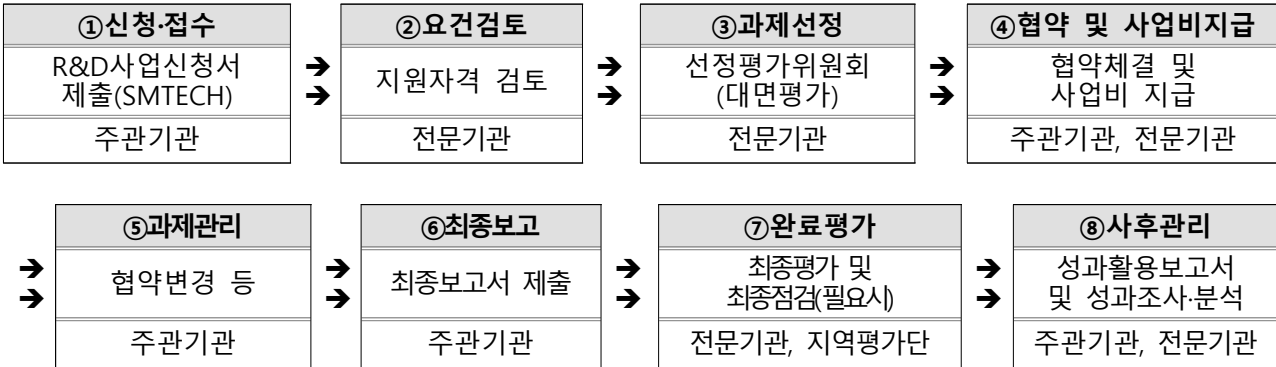 ①신청·접수
R&D사업신청서
제출(SMTECH)
주관기관
➔
➔
②요건검토
지원자격 검토
전문기관
➔
➔
③과제선정
선정평가위원회
(대면평가)
전문기관
➔
➔
④협약 및 사업비지급
협약체결 및
사업비 지급
주관기관, 전문기관
➔
➔
⑤과제관리
협약변경 등
주관기관
➔
➔
⑥최종보고
최종보고서 제출
주관기관
➔
➔
⑦완료평가
최종평가 및
최종점검(필요시)
전문기관, 지역평가단
➔
➔
⑧사후관리
성과활용보고서
및 성과조사·분석
주관기관, 전문기관